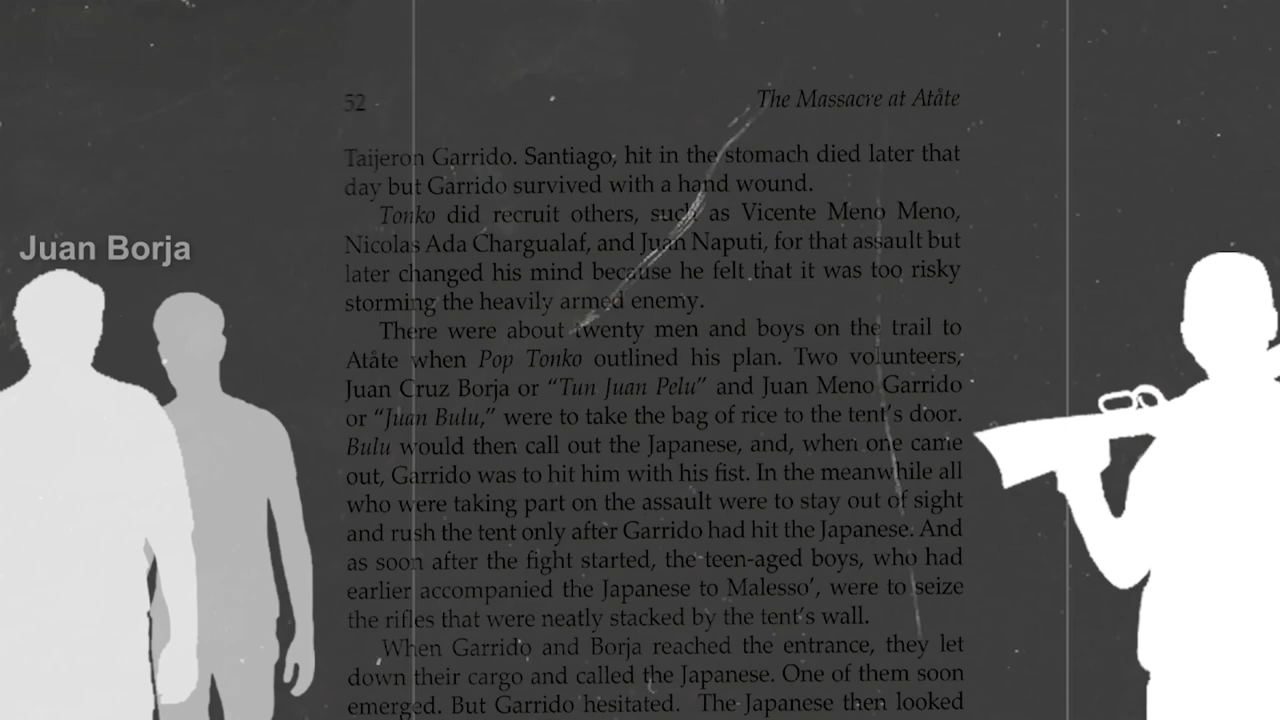 52
The Massacre at Atåte
Taijeron Garrido. Santiago, hit in the stomach died later that
day but Garrido survived with a hand wound.
Tonko did recruit others, such as Vicente Meno Meno,
Nicolas Ada Chargualaf, and Juan Naputi, for that assault but
later changed his mind because he felt that it was too risky
storming the heavily armed enemy.
There were about twenty men and boys on the trail to
Atåte when Pop Tonko outlined his plan. Two volunteers,
Juan Cruz Borja or “Tun Juan Pelu” and Juan Meno Garrido
or “Juan Bulu,” were to take the bag of rice to the tent's door.
Bulu would then call out the Japanese, and, when one came
out, Garrido was to hit him with his fist. In the meanwhile all
who were taking part on the assault were to stay out of sight
and rush the tent only after Garrido had hit the Japanese. And
as soon after the fight started, the teen-aged boys, who had
earlier accompanied the Japanese to Malesso', were to seize
the rifles that were neatly stacked by the tent's wall.
When Garrido and Borja reached the entrance, they let
down their cargo and called the Japanese. One of them soon
emerged. But Garrido hesitated. The Japanese then looked
Juan Borja